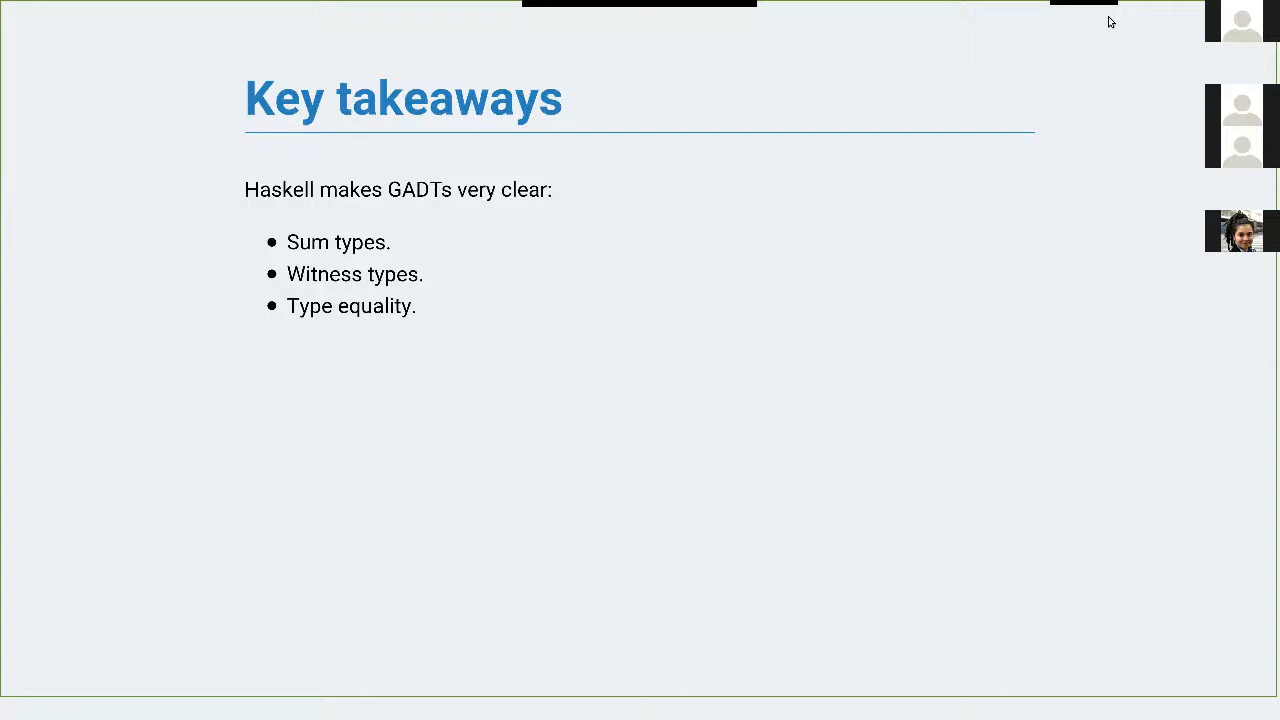 Key takeaways
Haskell makes GADTs very clear:
Sum types.
Witness types.
Type equality.